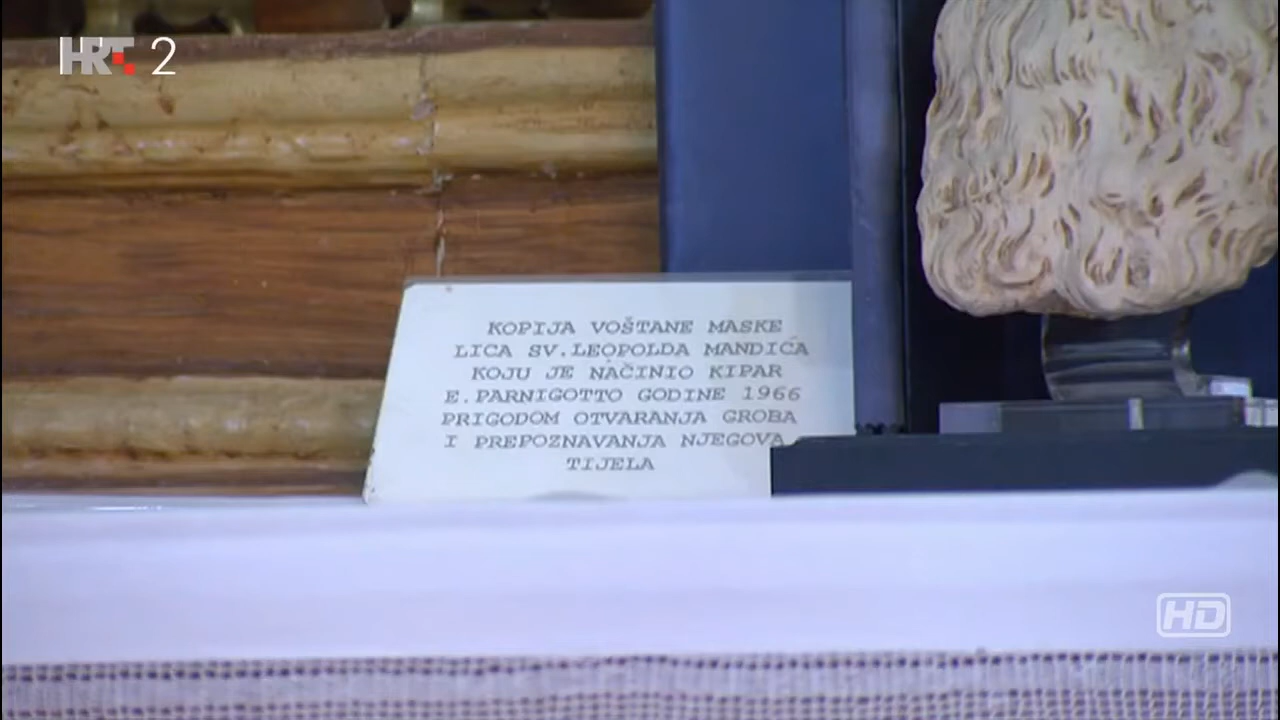 HRT 2
KOPIJA VOŠTANE MASKE
LICA SV.LEOPOLDA MANDIĆA
KOJU JE NAČINIO KIPAR
E.PARNIGOTTO GODINE 1966
PRIGODOM OTVARANJA GROBA
I PREPOZNAVANJA NJEGOVA
TIJELA
HD